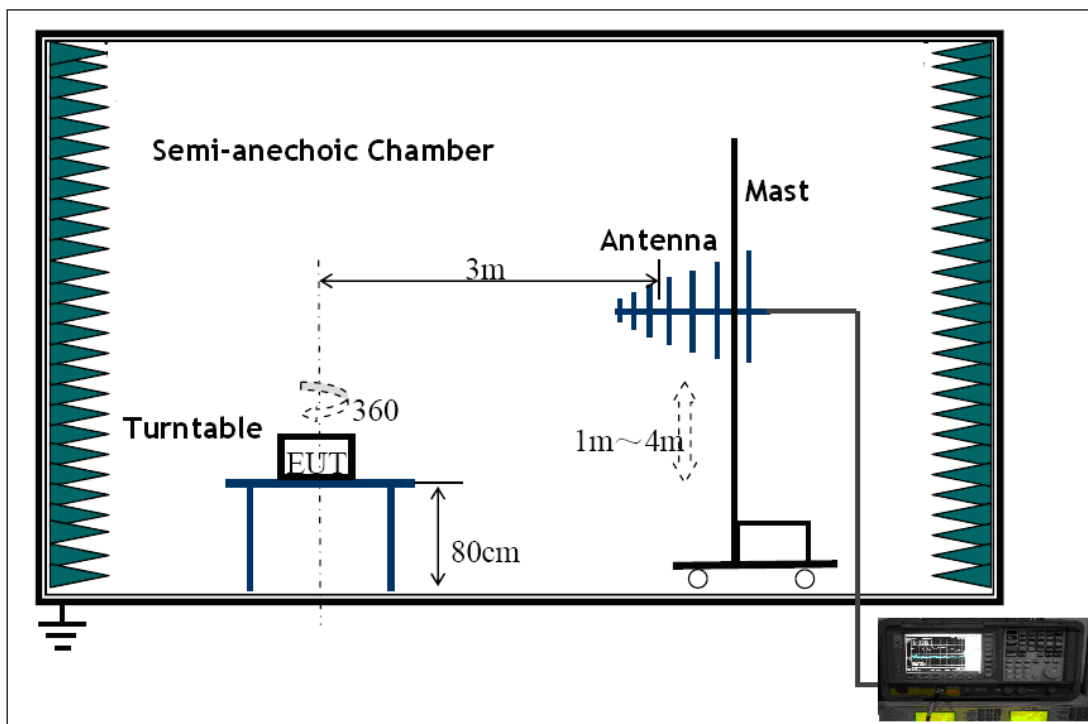 Semi-anechoic Chamber
Mast
Antenna
3m
360
Turntable
1m～4m
EUT
80cm